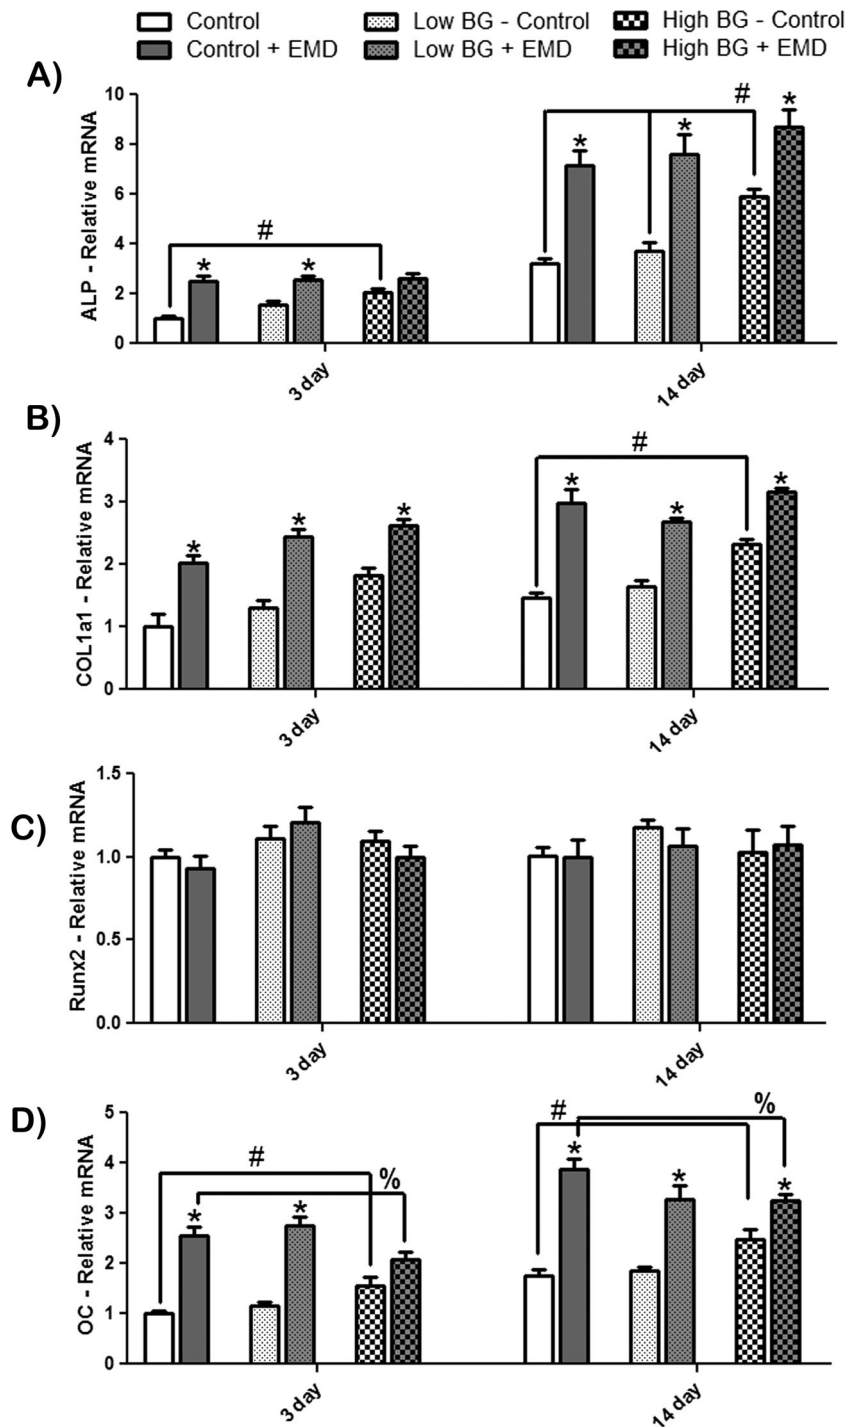 Control Low BG - Control High BG - Control
Control + EMD Low BG + EMD High BG + EMD
A)
ALP - Relative mRNA
10
8
6
4
2
0
#
* *
#
* * *
3 day 14 day
B)
COL1a1 - Relative mRNA
4
3
2
1
0
* * *
#
* * *
3 day 14 day
C)
Runx2 - Relative mRNA
1.5
1.0
0.5
0.0
3 day 14 day
D)
OC - Relative mRNA
5
4
3
2
1
0
# %
* *
# %
* * *
3 day 14 day